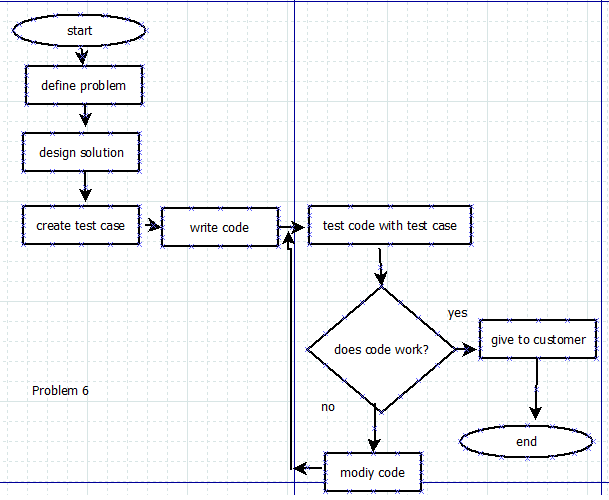 start
define problem
design solution
create test case
write code
test code with test case
does code work?
yes
give to customer
no
end
modiy code
Problem 6